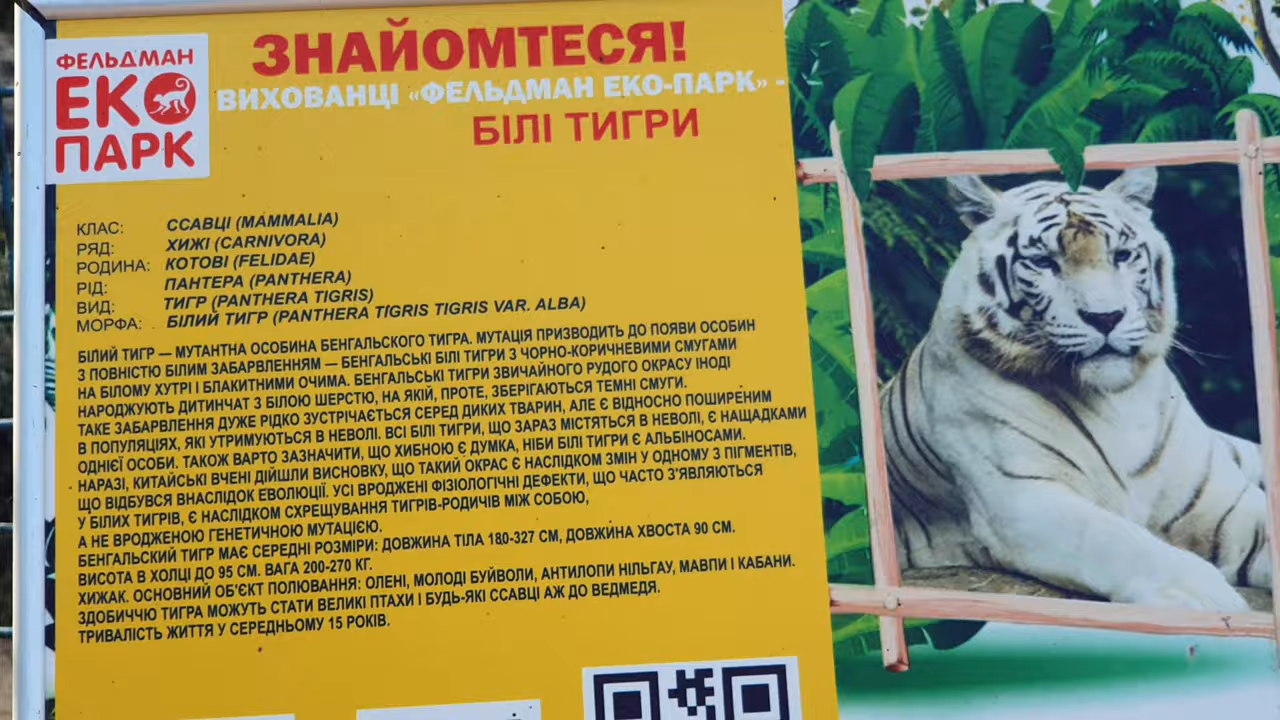 ФЕЛЬДМАН
ЕКО
ПАРК
ЗНАЙОМТЕСЯ!
ВИХОВАНЦІ «ФЕЛЬДМАН ЕКО-ПАРК» -
БІЛІ ТИГРИ
КЛАС: ССАВЦІ (MAMMALIA)
РЯД: ХИЖІ (CARNIVORA)
РОДИНА: КОТОВІ (FELIDAE)
РІД: ПАНТЕРА (PANTHERA)
ВИД: ТИГР (PANTHERA TIGRIS)
МОРФА: БІЛИЙ ТИГР (PANTHERA TIGRIS TIGRIS VAR. ALBA)
БІЛИЙ ТИГР — МУТАНТНА ОСОБИНА БЕНГАЛЬСКОГО ТИГРА. МУТАЦІЯ ПРИЗВОДИТЬ ДО ПОЯВИ ОСОБИН
З ПОВНІСТЮ БІЛИМ ЗАБАРВЛЕННЯМ — БЕНГАЛЬСЬКІ БІЛІ ТИГРИ З ЧОРНО-КОРИЧНЕВИМИ СМУГАМИ
НА БІЛОМУ ХУТРІ І БЛАКИТНИМИ ОЧИМА. БЕНГАЛЬСЬКІ ТИГРИ ЗВИЧАЙНОГО РУДОГО ОКРАСУ ІНОДІ
НАРОДЖУЮТЬ ДИТИНЧАТ З БІЛОЮ ШЕРСТЮ, НА ЯКІЙ, ПРОТЕ, ЗБЕРІГАЮТЬСЯ ТЕМНІ СМУГИ.
ТАКЕ ЗАБАРВЛЕННЯ ДУЖЕ РІДКО ЗУСТРІЧАЄТЬСЯ СЕРЕД ДИКИХ ТВАРИН, АЛЕ Є ВІДНОСНО ПОШИРЕНИМ
В ПОПУЛЯЦІЯХ, ЯКІ УТРИМУЮТЬСЯ В НЕВОЛІ. ВСІ БІЛІ ТИГРИ, ЩО ЗАРАЗ МІСТЯТЬСЯ В НЕВОЛІ, Є НАЩАДКАМИ
ОДНІЄЇ ОСОБИ. ТАКОЖ ВАРТО ЗАЗНАЧИТИ, ЩО ХИБНОЮ Є ДУМКА, НІБИ БІЛІ ТИГРИ Є АЛЬБІНОСАМИ.
НАРАЗІ, КИТАЙСЬКІ ВЧЕНІ ДІЙШЛИ ВИСНОВКУ, ЩО ТАКИЙ ОКРАС Є НАСЛІДКОМ ЗМІН У ОДНОМУ З ПІГМЕНТІВ,
ЩО ВІДБУВСЯ ВНАСЛІДОК ЕВОЛЮЦІЇ. УСІ ВРОДЖЕНІ ФІЗІОЛОГІЧНІ ДЕФЕКТИ, ЩО ЧАСТО З'ЯВЛЯЮТЬСЯ
У БІЛИХ ТИГРІВ, Є НАСЛІДКОМ СХРЕЩУВАННЯ ТИГРІВ-РОДИЧІВ МІЖ СОБОЮ,
А НЕ ВРОДЖЕНОЮ ГЕНЕТИЧНОЮ МУТАЦІЄЮ.
БЕНГАЛЬСКИЙ ТИГР МАЄ СЕРЕДНІ РОЗМІРИ: ДОВЖИНА ТІЛА 180-327 СМ, ДОВЖИНА ХВОСТА 90 СМ.
ВИСОТА В ХОЛЦІ ДО 95 СМ. ВАГА 200-270 КГ.
ХИЖАК. ОСНОВНИЙ ОБ'ЄКТ ПОЛЮВАННЯ: ОЛЕНІ, МОЛОДІ БУЙВОЛИ, АНТИЛОПИ НІЛЬГАУ, МАВПИ І КАБАНИ.
ЗДОБИЧЧЮ ТИГРА МОЖУТЬ СТАТИ ВЕЛИКІ ПТАХИ І БУДЬ-ЯКІ ССАВЦІ АЖ ДО ВЕДМЕДЯ.
ТРИВАЛІСТЬ ЖИТТЯ У СЕРЕДНЬОМУ 15 РОКІВ.